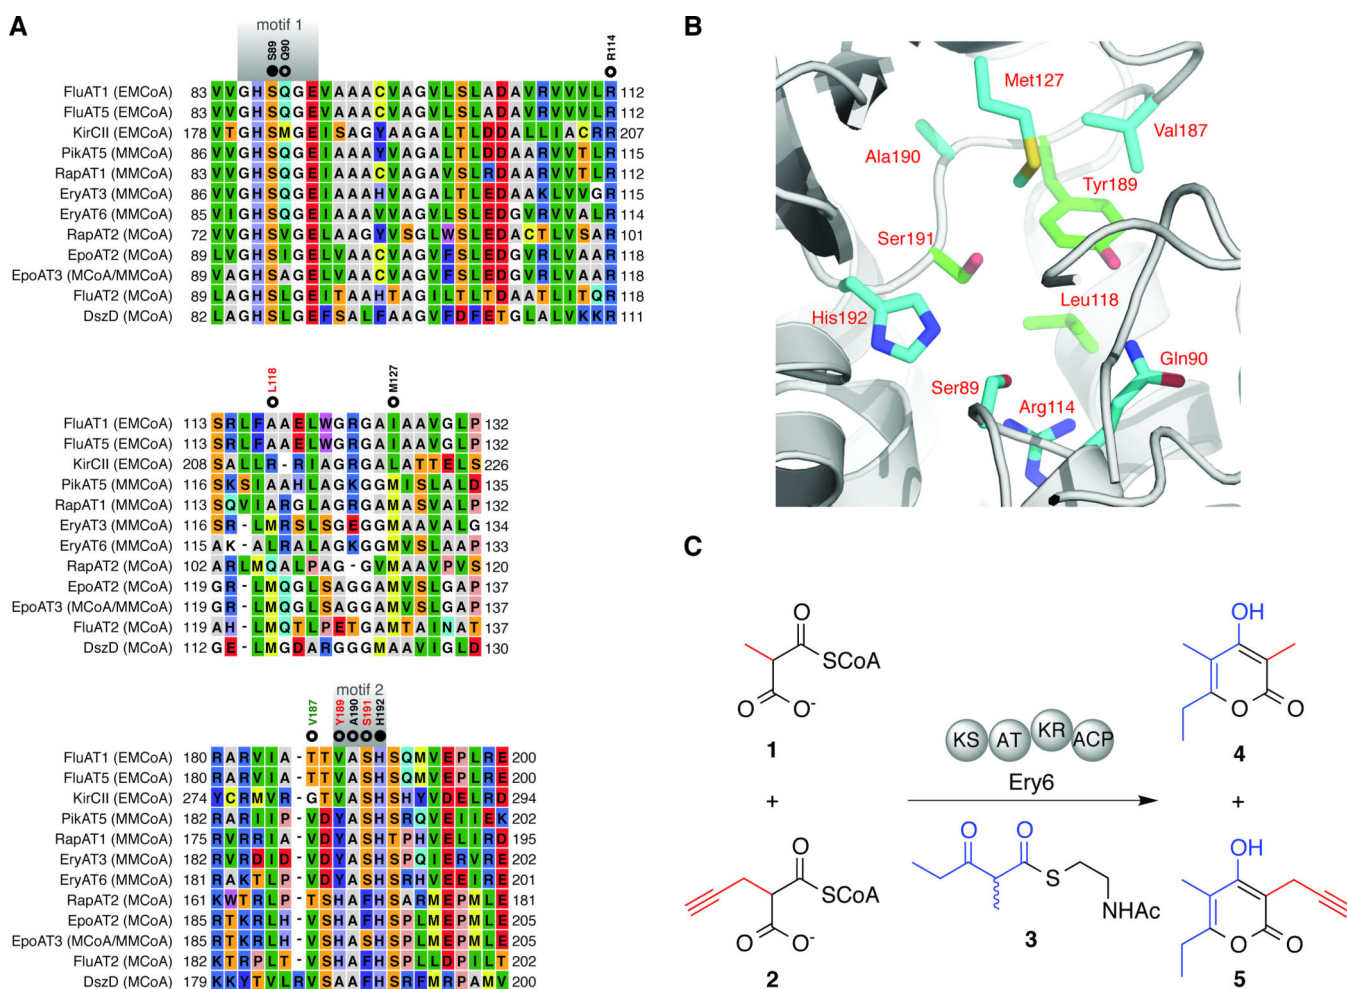 A
motif 1
S89 Q90 R114
FluAT1 (EMCoA) 83 VVGHSQGEVAAACVAGVLSLADAVRVVVLR 112
FluAT5 (EMCoA) 83 VVGHSQGEVAAACVAGVLSLADAVRVVVLR 112
KirCII (EMCoA) 178 VTGHSMGEISAGYAAGALTLDDALLIACRR 207
PikAT5 (MMCoA) 86 VVGHSQGEIAAAYVAGALTLDDAARVVTLR 115
RapAT1 (MMCoA) 83 VVGHSQGEIAAACVAGAVSLRDAARVVTLR 112
EryAT3 (MMCoA) 86 VVGHSQGEIAAAHVAGALTLEDAAKLVVGR 115
EryAT6 (MMCoA) 85 VIGHSQGEIAAAVVAGVLSLEDGVRVVALR 114
RapAT2 (MCoA) 72 VVGHSVGELAAGYVSGLWSLEDACTLVSAR 101
EpoAT2 (MCoA) 89 LVGHSIGELVAACVAGVFSLEDGVRLVAAR 118
EpoAT3 (MCoA/MMCoA) 89 VAGHSAGELVAACVAGVFSLEDGVRLVAAR 118
FluAT2 (MCoA) 89 LAGHSLGEITAAHTAGILTLTDAATLITQR 118
DszD (MCoA) 82 LAGHSLGEFSALFAAGVFDFETGLALVKKR 111
L118 M127
FluAT1 (EMCoA) 113 SRLFAAELWGRGAIAAVGLP 132
FluAT5 (EMCoA) 113 SRLFAAELWGRGAIAAVGLP 132
KirCII (EMCoA) 208 SALLR-RIAGRGALATTELS 226
PikAT5 (MMCoA) 116 SKSIAAHLAGKGGMISLALD 135
RapAT1 (MMCoA) 113 SQVIARGLAGRGAMASVALP 132
EryAT3 (MMCoA) 116 SR-LMRSLSGEGGMAAVALG 134
EryAT6 (MMCoA) 115 AK-ALRALAGKGGMVSLAAP 133
RapAT2 (MCoA) 102 ARLMQALPAG-GVMAAVPVS 120
EpoAT2 (MCoA) 119 GR-LMQGLSAGGAMVSLGAP 137
EpoAT3 (MCoA/MMCoA) 119 GR-LMQGLSAGGAMVSLGAP 137
FluAT2 (MCoA) 119 AH-LMQTLPETGAMTAINAT 137
DszD (MCoA) 112 GE-LMGDARGGGMAAVIGLD 130
motif 2
V187 Y189 A190 S191 H192
FluAT1 (EMCoA) 180 RARVIA-TTVASHSQMVEPLRE 200
FluAT5 (EMCoA) 180 RARVIA-TTVASHSQMVEPLRE 200
KirCII (EMCoA) 274 YCRMVR-GTVASHSHYVDELRD 294
PikAT5 (MMCoA) 182 RARIIP-VDYASHSRQVEIIEK 202
RapAT1 (MMCoA) 175 RVRRIA-VDYASHTPHVELIRD 195
EryAT3 (MMCoA) 182 RVRDID-VDYASHSPQIERVRE 202
EryAT6 (MMCoA) 181 RAKTLP-VDYASHSRHVEEIRE 201
RapAT2 (MCoA) 161 KWTRLP-TSHAFHSARMEPMLE 181
EpoAT2 (MCoA) 185 RTKRLH-VSHAFHSPLMEPMLE 205
EpoAT3 (MCoA/MMCoA) 185 RTKRLH-VSHASHSPLMEPMLE 205
FluAT2 (MCoA) 182 KTRPLT-VSHAFHSPLLDPILT 202
DszD (MCoA) 179 KKYTVLRVSAAFHSRFMRPAMV 200
B
Met127
Val187
Ala190
Tyr189
Ser191
Leu118
His192
Gln90
Ser89
Arg114
C
O
SCoA
O O-
1
+
O
SCoA
O O-
2
KS AT KR ACP
Ery6
O O
S
NHAc
3
OH
O O
4
+
OH
O O
5